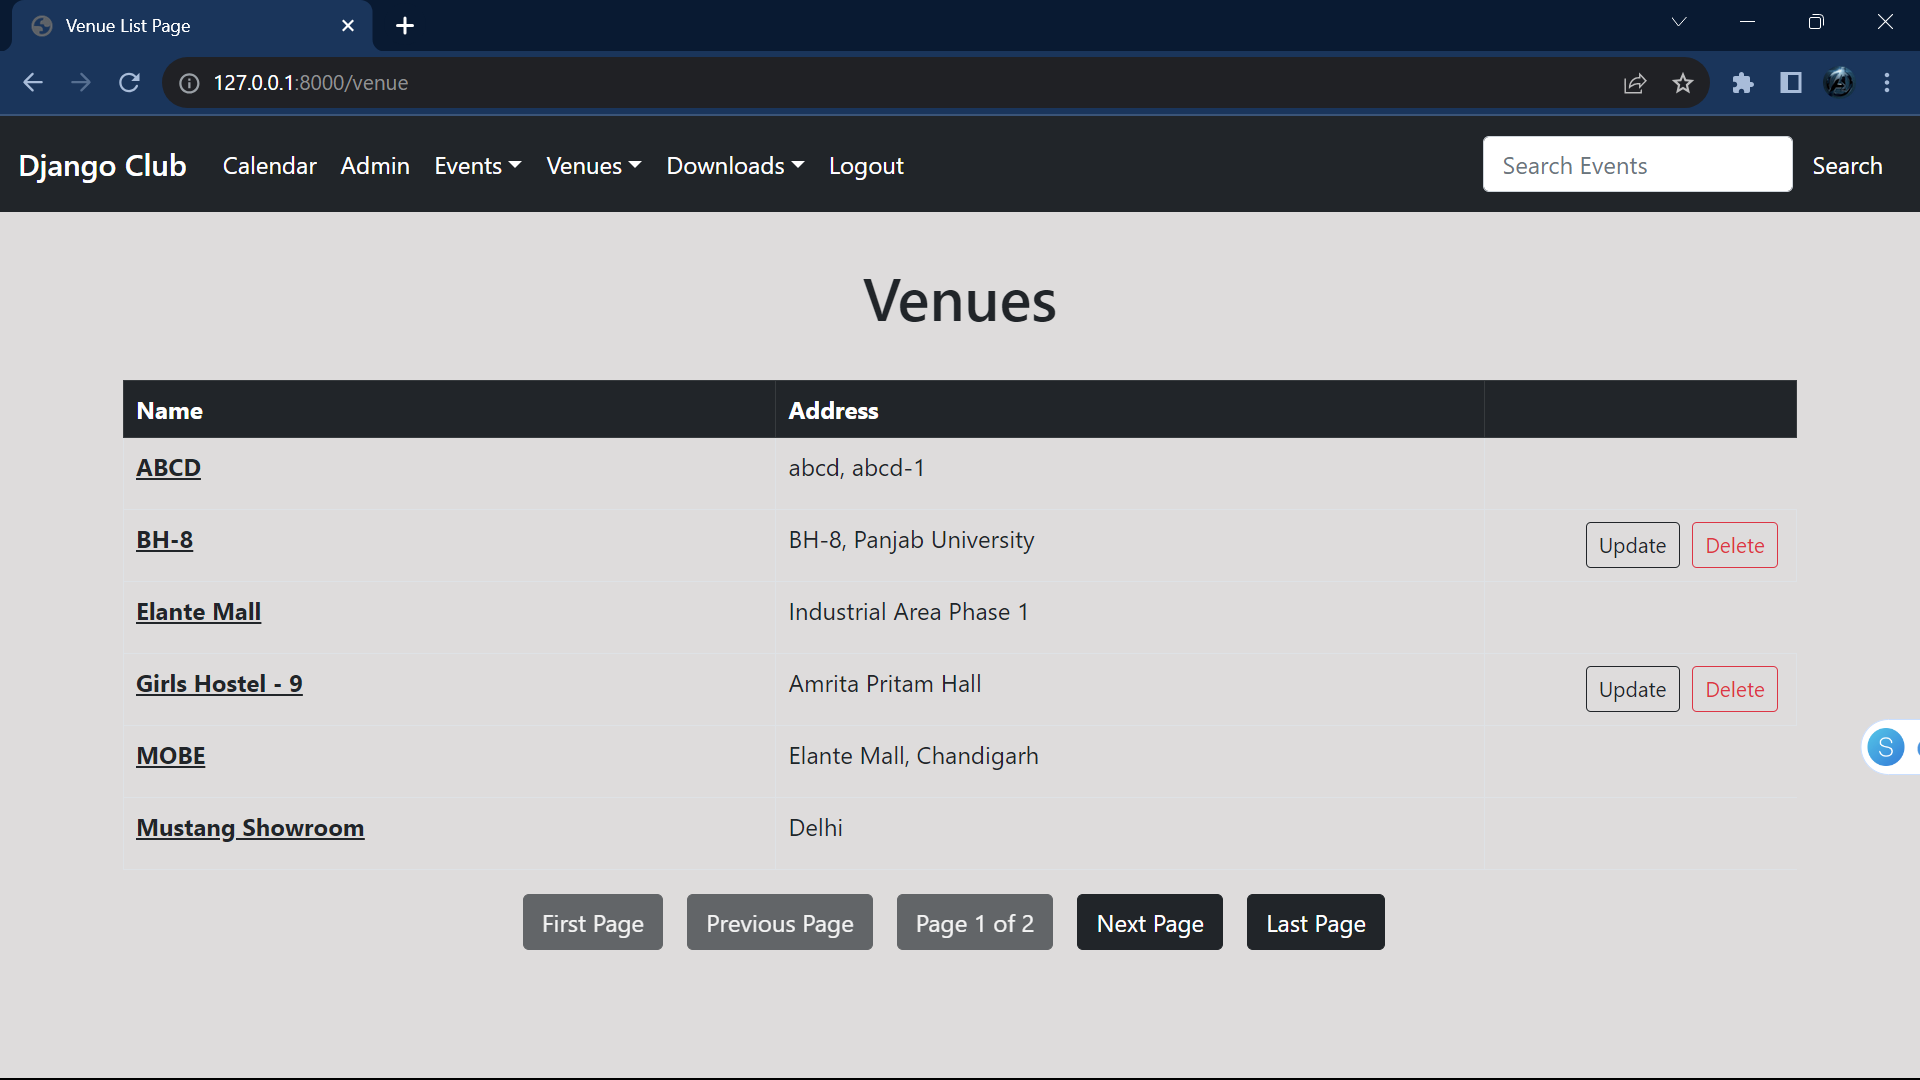 Venue List Page
127.0.0.1:8000/venue
Django Club Calendar Admin Events Venues Downloads Logout Search Events Search
Venues
Name Address
ABCD abcd, abcd-1
BH-8 BH-8, Panjab University Update Delete
Elante Mall Industrial Area Phase 1
Girls Hostel - 9 Amrita Pritam Hall Update Delete
MOBE Elante Mall, Chandigarh
Mustang Showroom Delhi
First Page Previous Page Page 1 of 2 Next Page Last Page
S